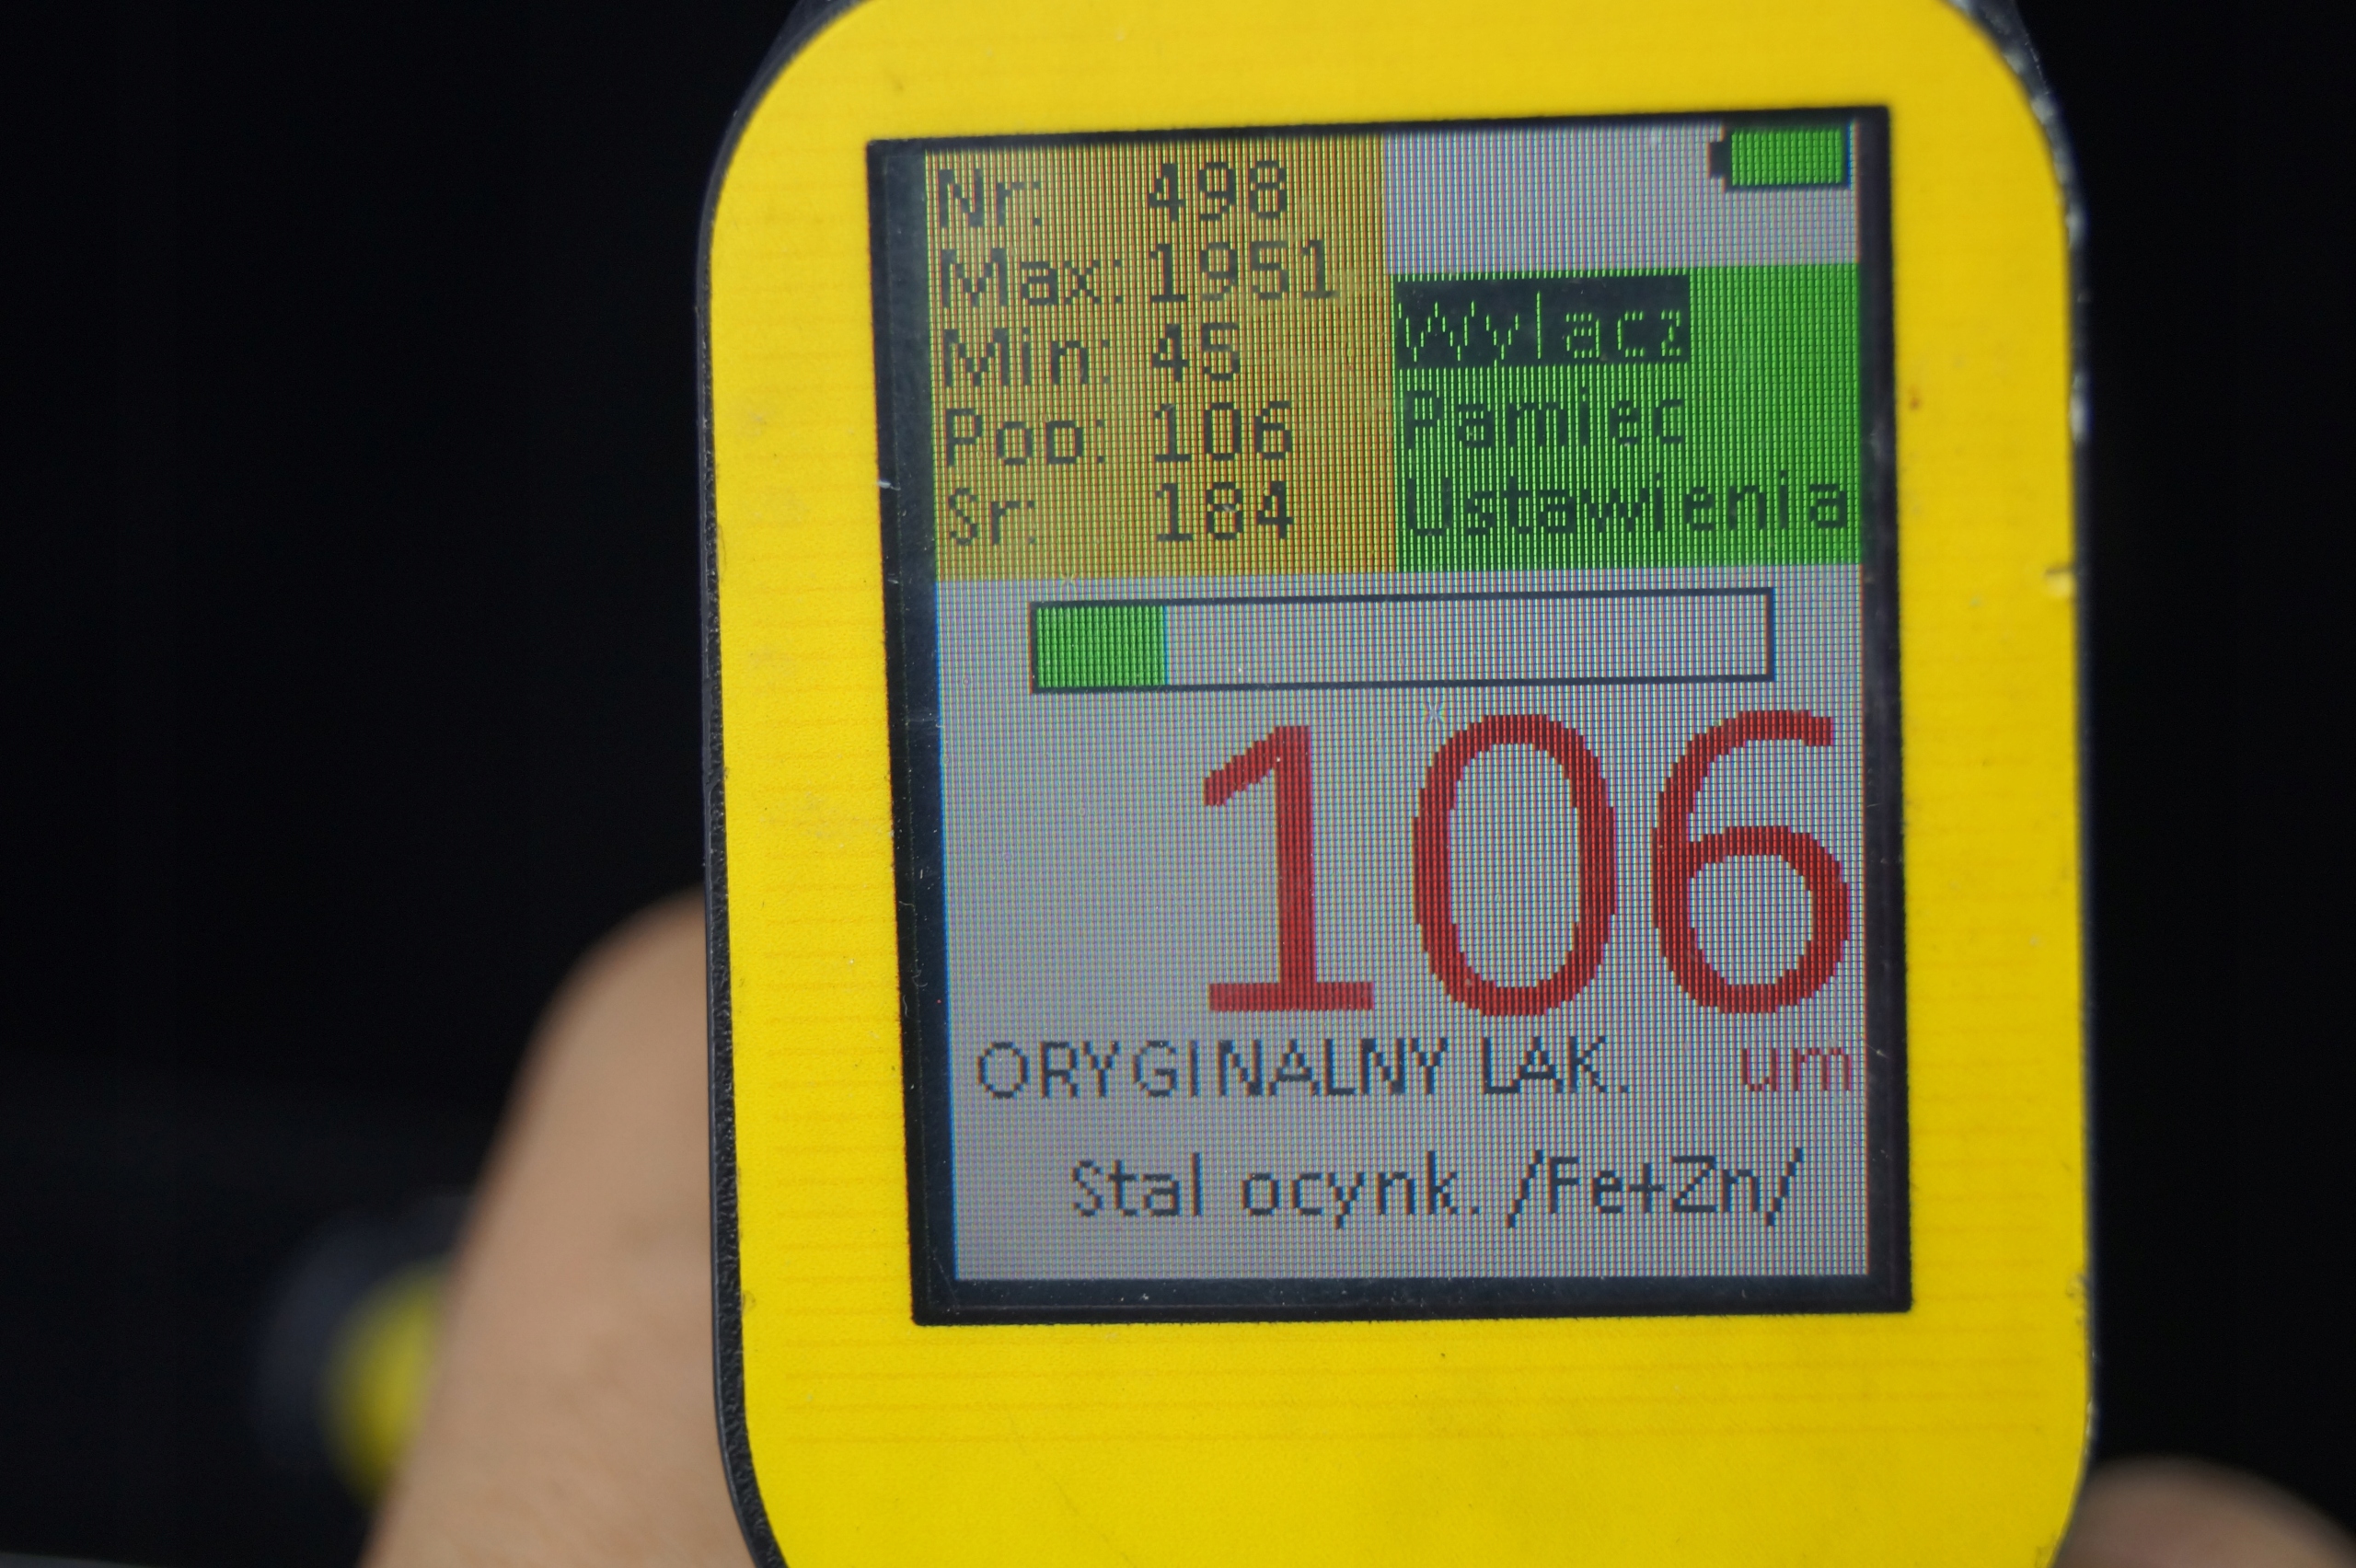 Nr: 498
Max: 1951
Min: 45
Pop: 106
Sr: 184
Wylacz
Pamiec
Ustawienia
106
ORYGINALNY LAK. um
Stal ocynk. /Fe+Zn/